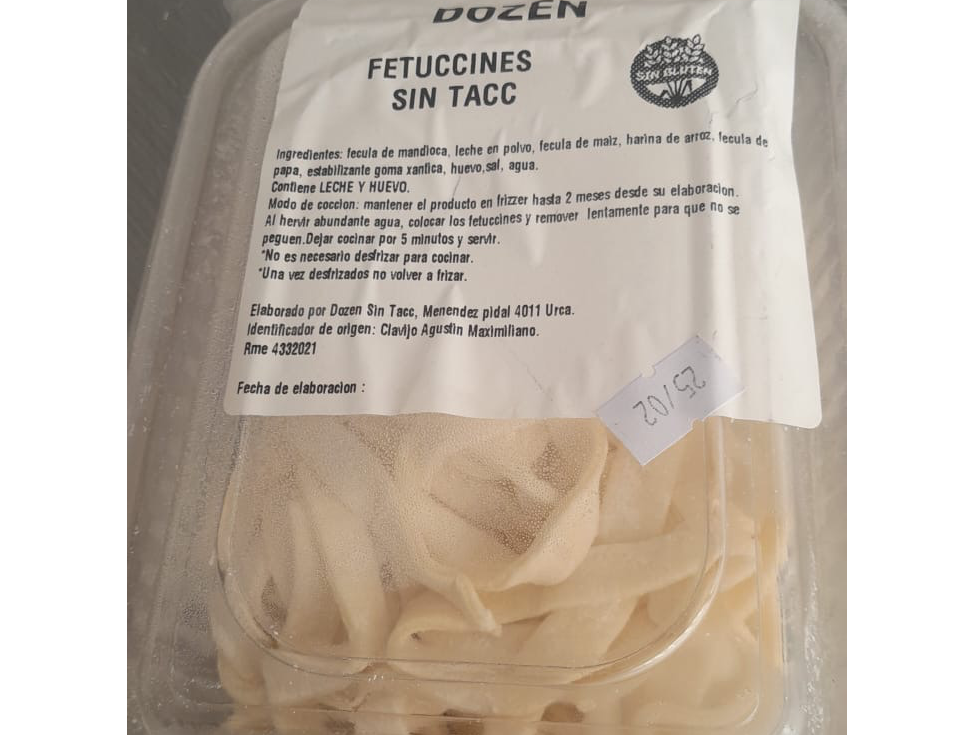 DOZEN
FETUCCINES
SIN TACC
SIN GLUTEN
Ingredientes: fecula de mandioca, leche en polvo, fecula de maiz, harina de arroz, fecula de
papa, estabilizante goma xantica, huevo,sal, agua.
Contiene LECHE Y HUEVO.
Modo de coccion: mantener el producto en frizzer hasta 2 meses desde su elaboracion.
Al hervir abundante agua, colocar los fetuccines y remover lentamente para que no se
peguen.Dejar cocinar por 5 minutos y servir.
*No es necesario desfrizar para cocinar.
*Una vez desfrizados no volver a frizar.
Elaborado por Dozen Sin Tacc, Menendez pidal 4011 Urca.
Identificador de origen: Clavijo Agustin Maximiliano.
Rme 4332021
Fecha de elaboracion :
25/02